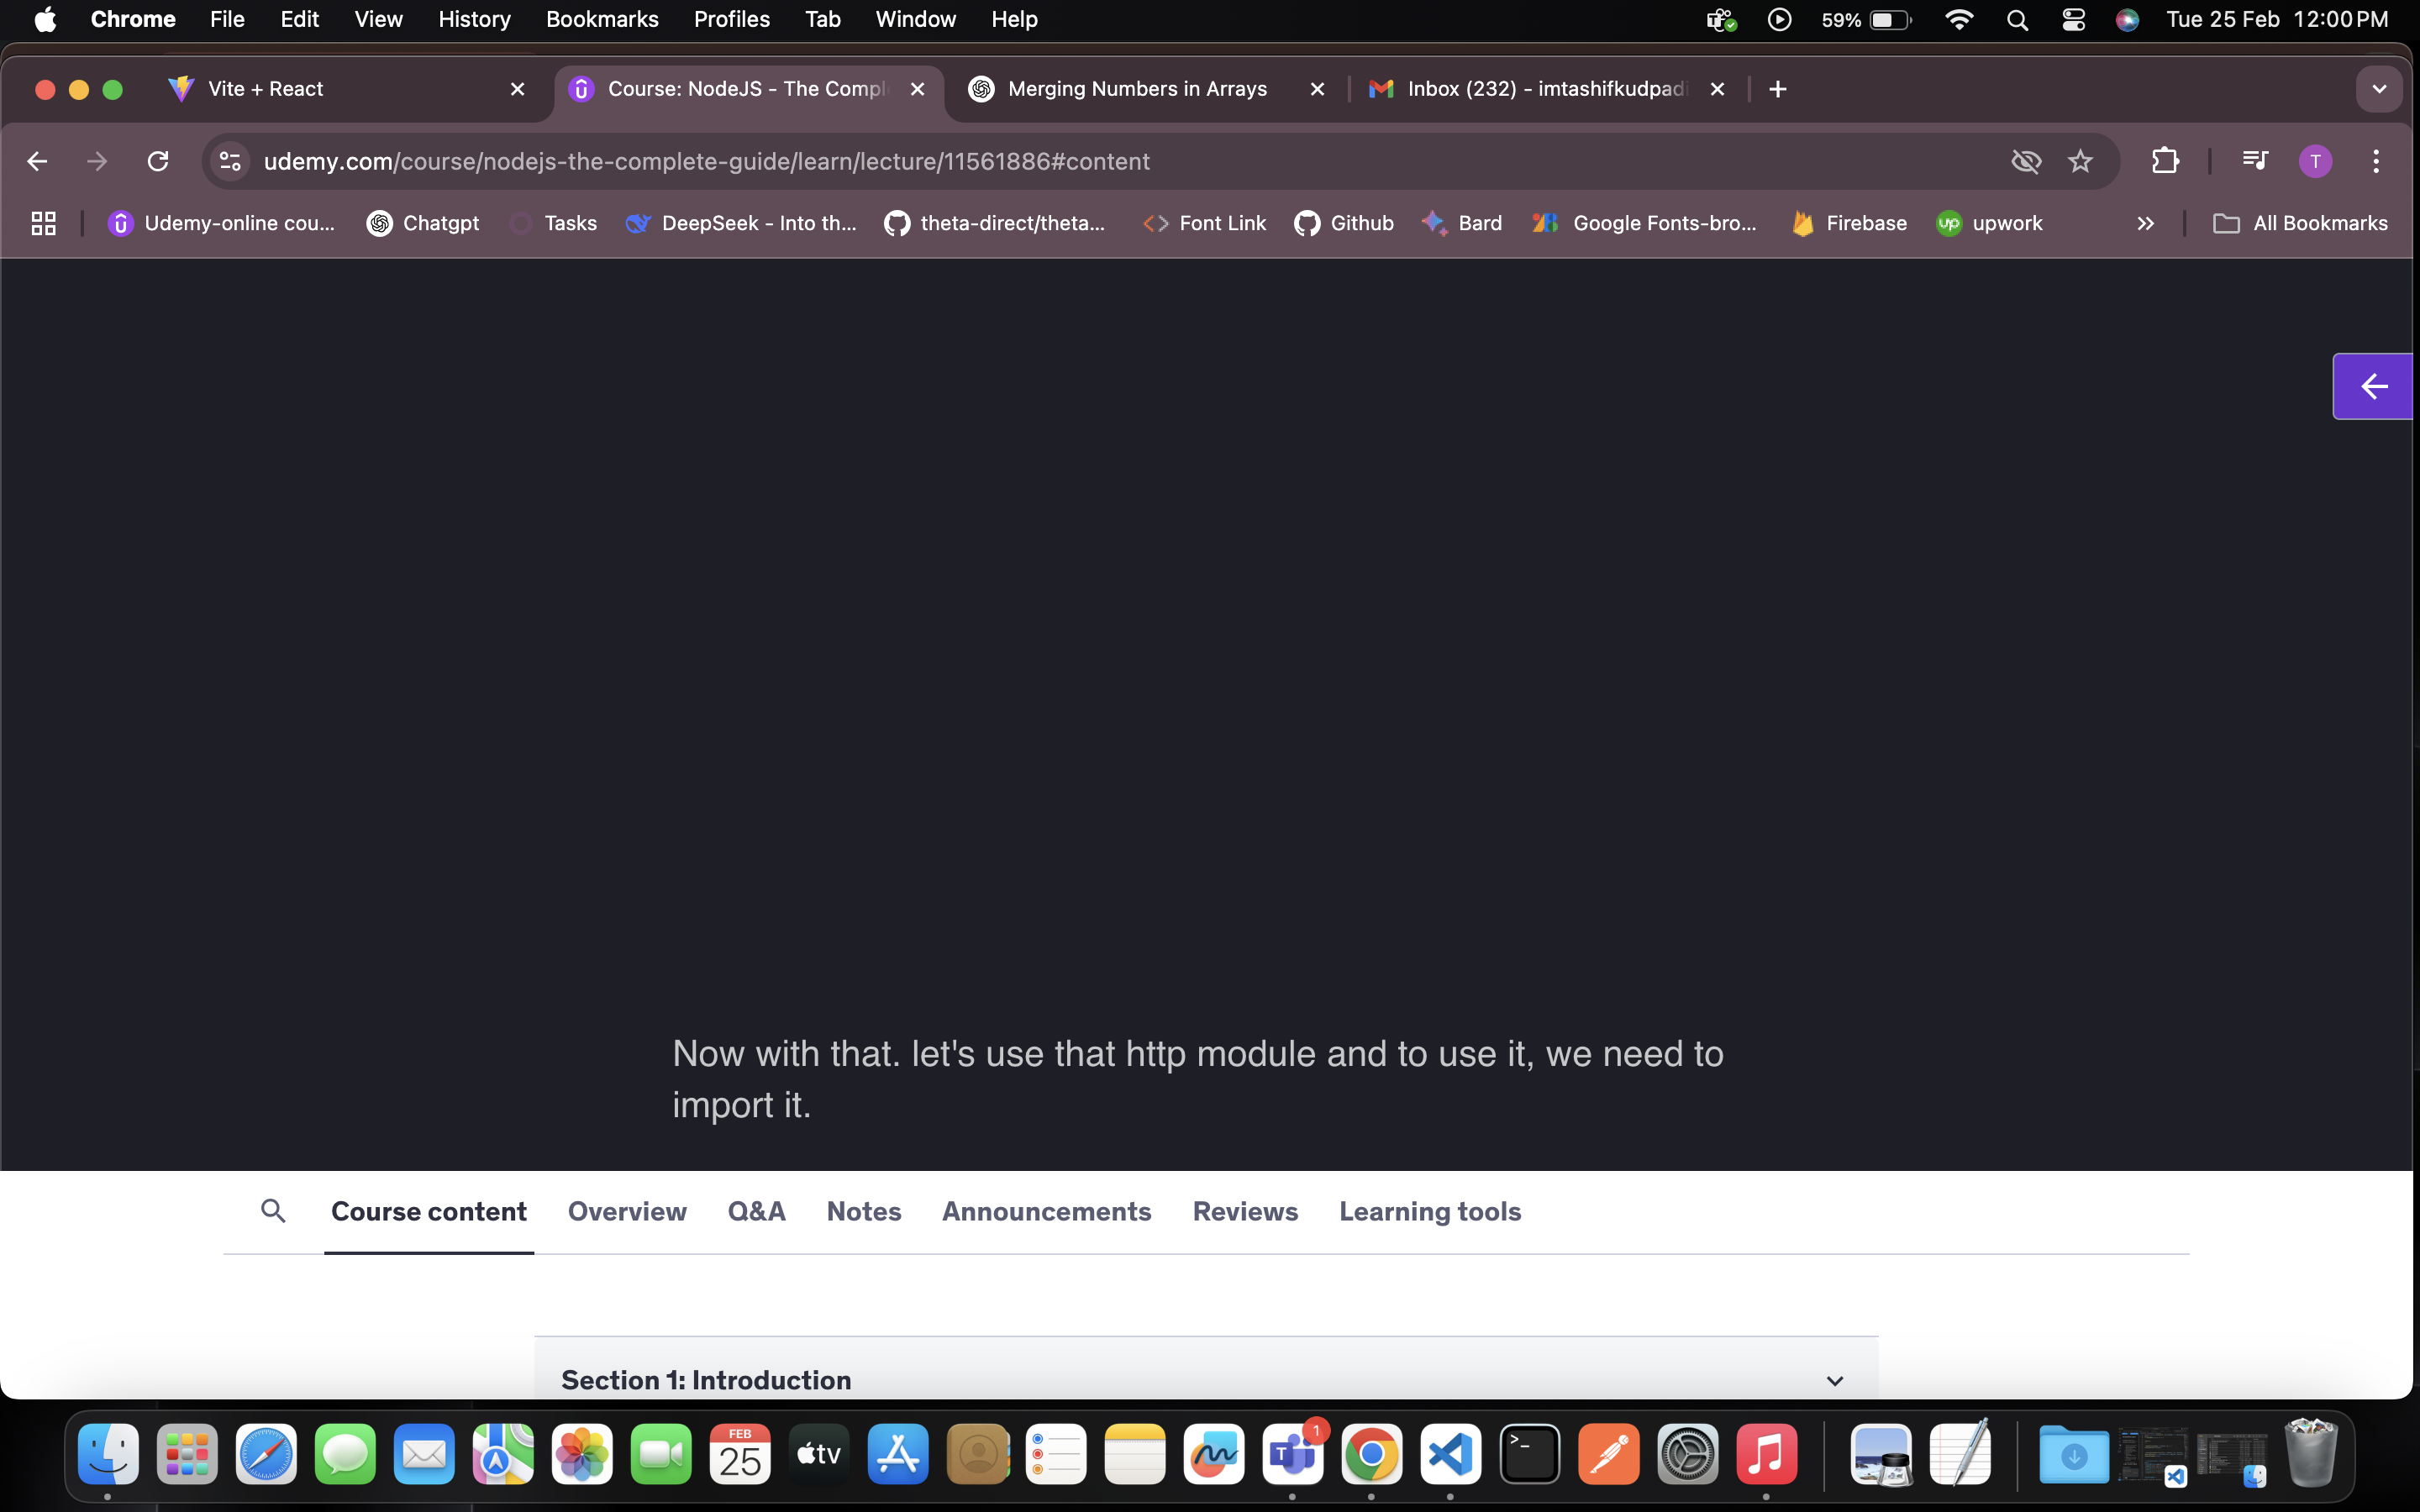 Chrome File Edit View History Bookmarks Profiles Tab Window Help 59% Tue 25 Feb 12:00 PM
Vite + React Course: NodeJS - The Compl Merging Numbers in Arrays Inbox (232) - imtashifkudpadi
udemy.com/course/nodejs-the-complete-guide/learn/lecture/11561886#content T
Udemy-online cou... Chatgpt Tasks DeepSeek - Into th... theta-direct/theta... Font Link Github Bard Google Fonts-bro... Firebase up upwork All Bookmarks
Now with that. let's use that http module and to use it, we need to
import it.
Course content Overview Q&A Notes Announcements Reviews Learning tools
Section 1: Introduction
FEB
25
tv
T
1
>_